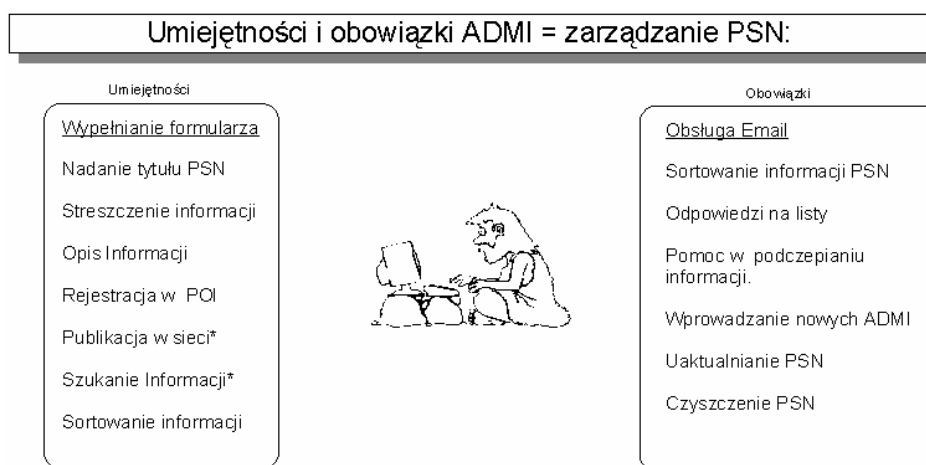 Umiejętności i obowiązki ADMI = zarządzanie PSN:
Umiejętności
Wypełnianie formularza
Nadanie tytułu PSN
Streszczenie informacji
Opis Informacji
Rejestracja w POI
Publikacja w sieci*
Szukanie Informacji*
Sortowanie informacji
Obowiązki
Obsługa Email
Sortowanie informacji PSN
Odpowiedzi na listy
Pomoc w podczepianiu
informacji.
Wprowadzanie nowych ADMI
Uaktualnianie PSN
Czyszczenie PSN